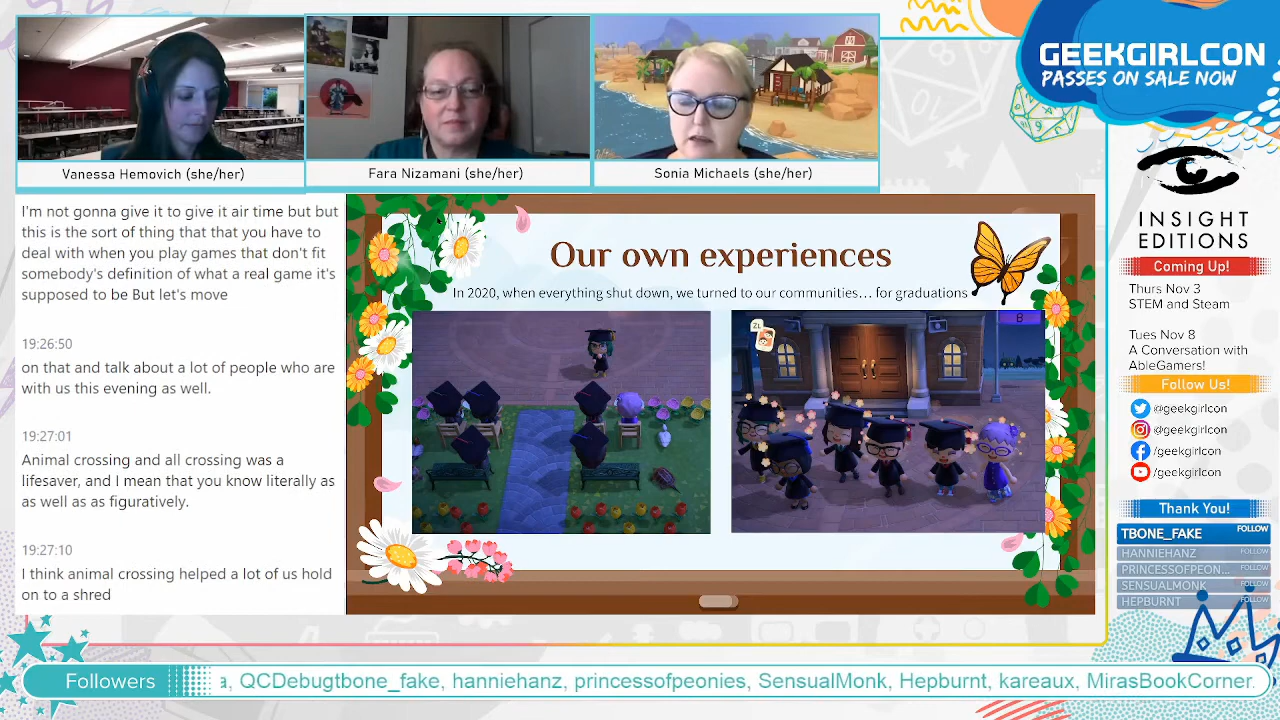 Vanessa Hemovich (she/her)
Fara Nizamani (she/her)
Sonia Michaels (she/her)
GEEKGIRLCON
PASSES ON SALE NOW
I'm not gonna give it to give it air time but but
this is the sort of thing that that you have to
deal with when you play games that don't fit
somebody's definition of what a real game it's
supposed to be But let's move
19:26:50
on that and talk about a lot of people who are
with us this evening as well.
19:27:01
Animal crossing and all crossing was a
lifesaver, and I mean that you know literally as
as well as as figuratively.
19:27:10
I think animal crossing helped a lot of us hold
on to a shred
Our own experiences
In 2020, when everything shut down, we turned to our communities... for graduations
ZL
B
INSIGHT
EDITIONS
Coming Up!
Thurs Nov 3
STEM and Steam
Tues Nov 8
A Conversation with
AbleGamers!
Follow Us!
@geekgirlcon
@geekgirlcon
/geekgirlcon
/geekgirlcon
Thank You!
TBONE_FAKE FOLLOW
HANNIEHANZ FOLLOW
PRINCESSOFPEON... FOLLOW
SENSUALMONK FOLLOW
HEPBURNT FOLLOW
Followers
a, QCDebugtbone_fake, hanniehanz, princessofpeonies, SensualMonk, Hepburnt, kareaux, MirasBookCorner.